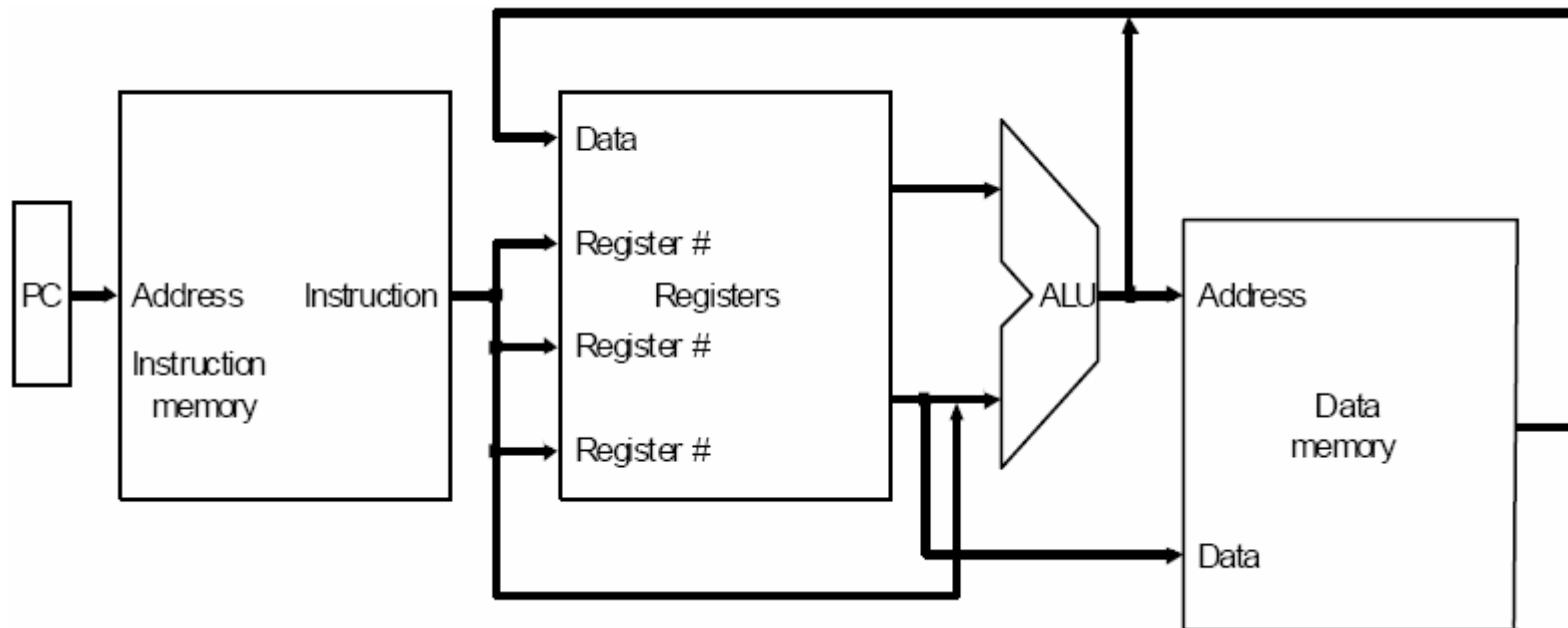 PC
Address
Instruction
Instruction
memory
Data
Register #
Registers
Register #
Register #
ALU
Address
Data
memory
Data